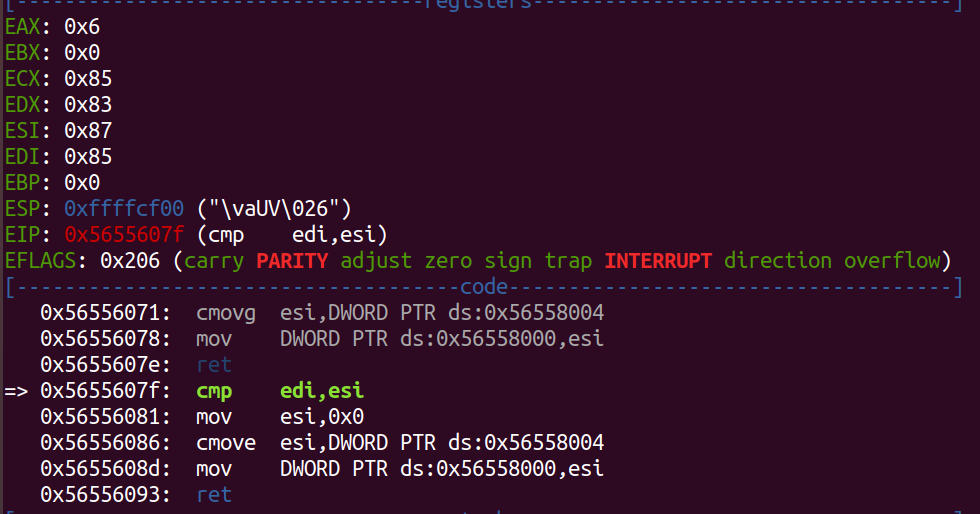 [----------------------------------registers-----------------------------------]
EAX: 0x6
EBX: 0x0
ECX: 0x85
EDX: 0x83
ESI: 0x87
EDI: 0x85
EBP: 0x0
ESP: 0xffffcf00 ("\vaUV\026")
EIP: 0x5655607f (cmp    edi,esi)
EFLAGS: 0x206 (carry PARITY adjust zero sign trap INTERRUPT direction overflow)
[-------------------------------------code-------------------------------------]
   0x56556071:  cmovg  esi,DWORD PTR ds:0x56558004
   0x56556078:  mov    DWORD PTR ds:0x56558000,esi
   0x5655607e:  ret
=> 0x5655607f:  cmp    edi,esi
   0x56556081:  mov    esi,0x0
   0x56556086:  cmove  esi,DWORD PTR ds:0x56558004
   0x5655608d:  mov    DWORD PTR ds:0x56558000,esi
   0x56556093:  ret